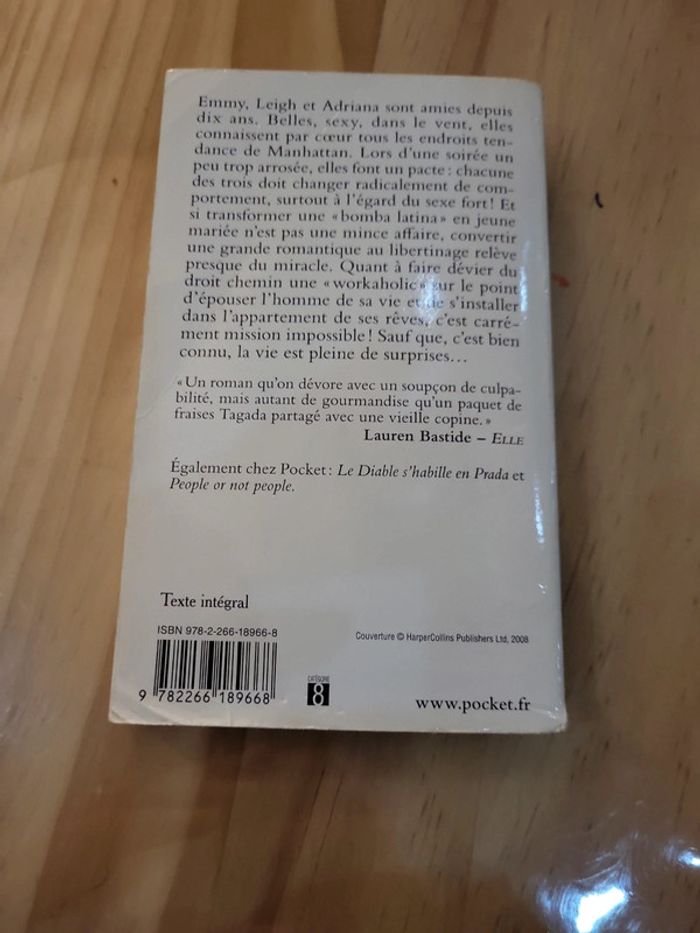 Emmy, Leigh et Adriana sont amies depuis
dix ans. Belles, sexy, dans le vent, elles
connaissent par cœur tous les endroits ten-
dance de Manhattan. Lors d'une soirée un
peu trop arrosée, elles font un pacte : chacune
des trois doit changer radicalement de com-
portement, surtout à l'égard du sexe fort ! Et
si transformer une « bomba latina » en jeune
mariée n'est pas une mince affaire, convertir
une grande romantique au libertinage relève
presque du miracle. Quant à faire dévier du
droit chemin une « workaholic » sur le point
d'épouser l'homme de sa vie et de s'installer
dans l'appartement de ses rêves, c'est carré-
ment mission impossible ! Sauf que, c'est bien
connu, la vie est pleine de surprises…
« Un roman qu'on dévore avec un soupçon de culpa-
bilité, mais autant de gourmandise qu'un paquet de
fraises Tagada partagé avec une vieille copine. »
Lauren Bastide – ELLE
Également chez Pocket : Le Diable s'habille en Prada et
People or not people.
Texte intégral
ISBN 978-2-266-18966-8
Couverture © HarperCollins Publishers Ltd, 2008
9 782266 189668
CATÉGORIE
8
www.pocket.fr